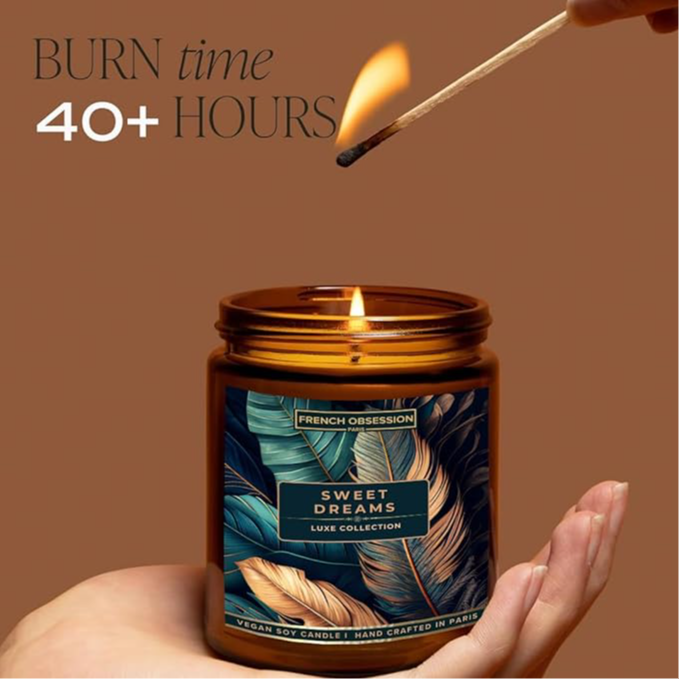 BURN time
40+ HOURS
FRENCH OBSESSION
PARIS
SWEET
DREAMS
LUXE COLLECTION
VEGAN SOY CANDLE | HAND CRAFTED IN PARIS